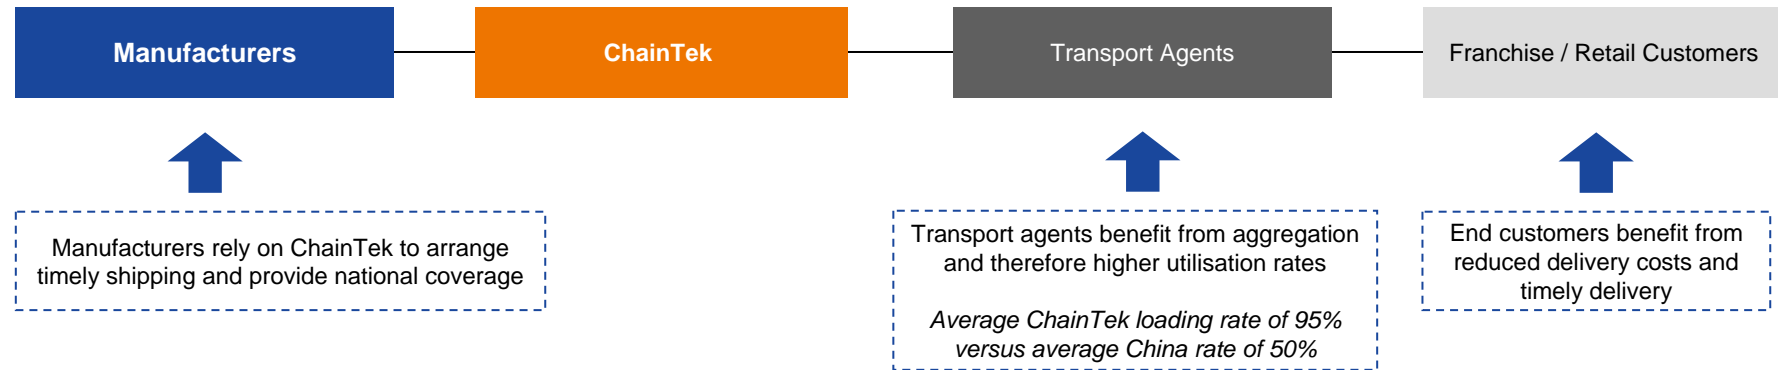 Manufacturers
ChainTek
Transport Agents
Franchise / Retail Customers
Manufacturers rely on ChainTek to arrange
timely shipping and provide national coverage
Transport agents benefit from aggregation
and therefore higher utilisation rates
Average ChainTek loading rate of 95%
versus average China rate of 50%
End customers benefit from
reduced delivery costs and
timely delivery